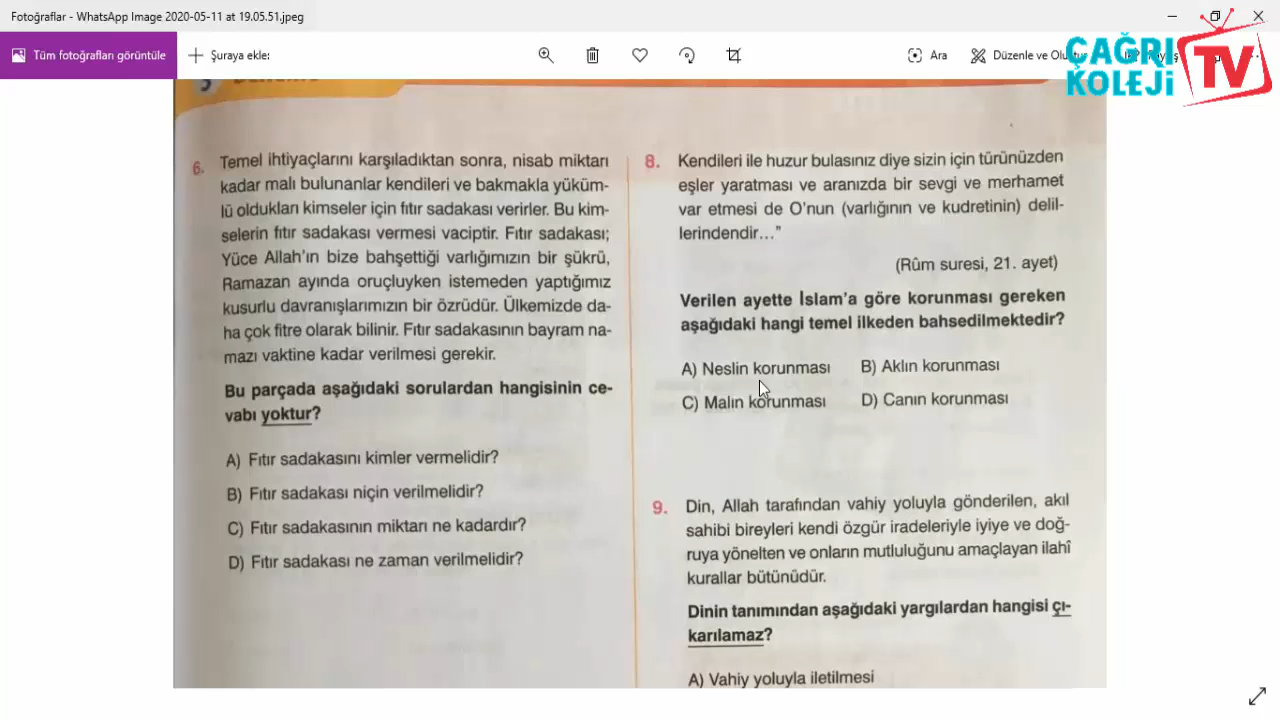 Fotoğraflar - WhatsApp Image 2020-05-11 at 19.05.51.jpeg
Tüm fotoğrafları görüntüle
Şuraya ekle:
Ara
Düzenle ve
ÇAĞRI
KOLEJİ
TV
6. Temel ihtiyaçlarını karşıladıktan sonra, nisab miktarı
kadar malı bulunanlar kendileri ve bakmakla yüküm-
lü oldukları kimseler için fıtır sadakası verirler. Bu kim-
selerin fıtır sadakası vermesi vaciptir. Fıtır sadakası;
Yüce Allah'ın bize bahşettiği varlığımızın bir şükrü,
Ramazan ayında oruçluyken istemeden yaptığımız
kusurlu davranışlarımızın bir özrüdür. Ülkemizde da-
ha çok fitre olarak bilinir. Fıtır sadakasının bayram na-
mazı vaktine kadar verilmesi gerekir.
Bu parçada aşağıdaki sorulardan hangisinin ce-
vabı yoktur?
A) Fıtır sadakasını kimler vermelidir?
B) Fıtır sadakası niçin verilmelidir?
C) Fıtır sadakasının miktarı ne kadardır?
D) Fıtır sadakası ne zaman verilmelidir?
8. Kendileri ile huzur bulasınız diye sizin için türünüzden
eşler yaratması ve aranızda bir sevgi ve merhamet
var etmesi de O'nun (varlığının ve kudretinin) delil-
lerindendir..."
(Rûm suresi, 21. ayet)
Verilen ayette İslam'a göre korunması gereken
aşağıdaki hangi temel ilkeden bahsedilmektedir?
A) Neslin korunması B) Aklın korunması
C) Malın korunması D) Canın korunması
9. Din, Allah tarafından vahiy yoluyla gönderilen, akıl
sahibi bireyleri kendi özgür iradeleriyle iyiye ve doğ-
ruya yönelten ve onların mutluluğunu amaçlayan ilahî
kurallar bütünüdür.
Dinin tanımından aşağıdaki yargılardan hangisi çı-
karılamaz?
A) Vahiy yoluyla iletilmesi